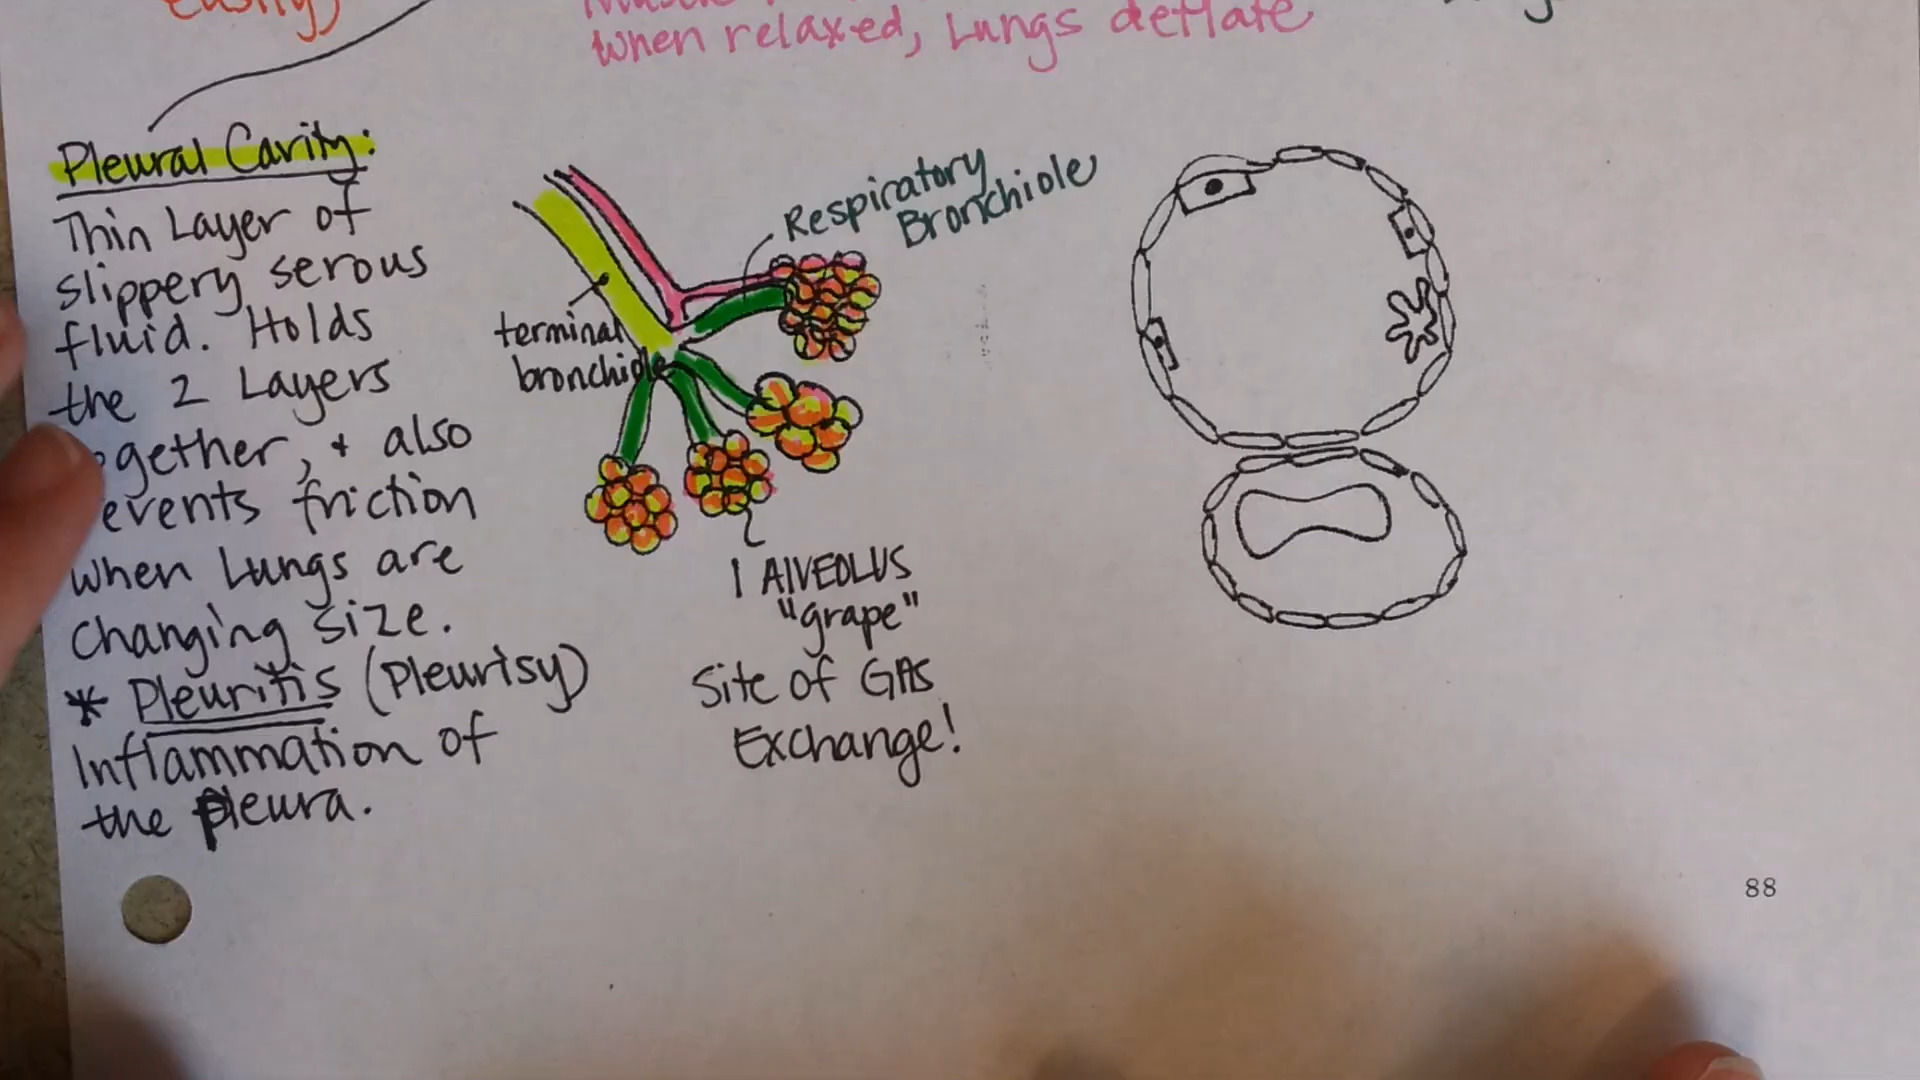 when relaxed, Lungs deflate
Pleural Cavity:
Thin Layer of
slippery serous
fluid. Holds
the 2 Layers
gether, + also
events friction
when Lungs are
changing size.
* Pleuritis (Pleurisy)
Inflammation of
the pleura.
Respiratory
Bronchiole
terminal
bronchiole
1 AlVEOLUS
"grape"
Site of GAS
Exchange!
88